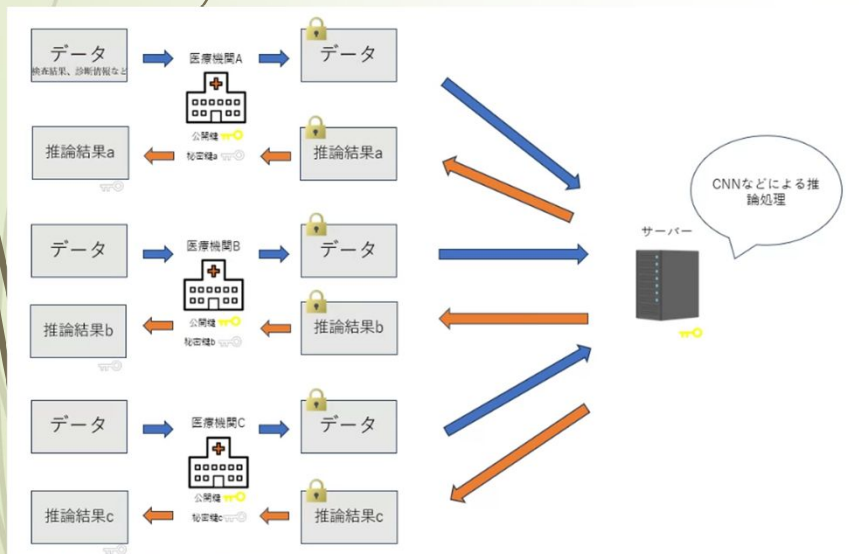 データ
検査結果、診断情報など
医療機関A
データ
公開鍵
秘密鍵a
推論結果a
推論結果a
CNNなどによる推
論処理
サーバー
データ
医療機関B
データ
公開鍵
秘密鍵b
推論結果b
推論結果b
データ
医療機関C
データ
公開鍵
秘密鍵c
推論結果c
推論結果c